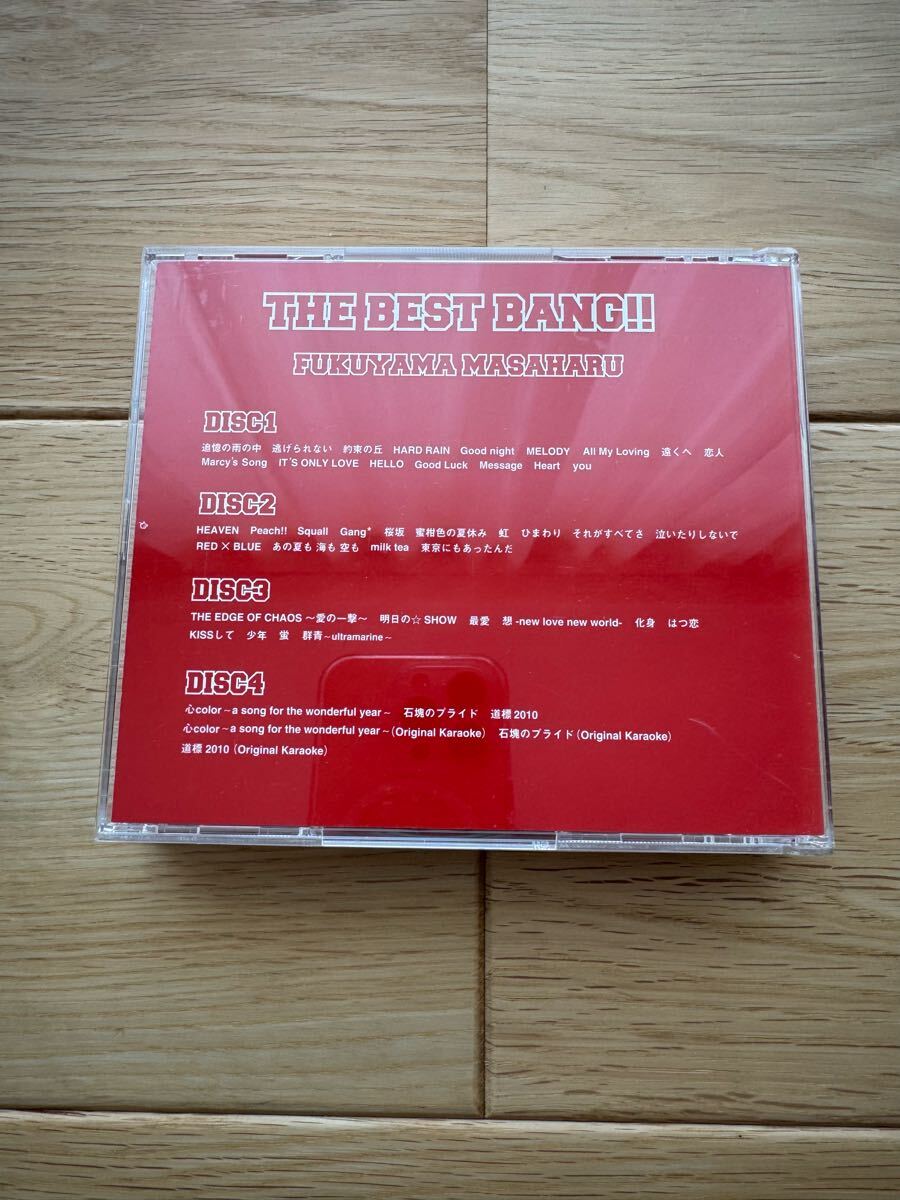 THE BEST BANG!!
FUKUYAMA MASAHARU
DISC1
追憶の雨の中 逃げられない 約束の丘 HARD RAIN Good night MELODY All My Loving 遠くへ 恋人
Marcy's Song IT'S ONLY LOVE HELLO Good Luck Message Heart you
DISC2
HEAVEN Peach!! Squall Gang* 桜坂 蜜柑色の夏休み 虹 ひまわり それがすべてさ 泣いたりしないで
RED×BLUE あの夏も 海も 空も milk tea 東京にもあったんだ
DISC3
THE EDGE OF CHAOS 〜愛の一撃〜 明日の☆SHOW 最愛 想 -new love new world- 化身 はつ恋
KISSして 少年 蛍 群青〜ultramarine〜
DISC4
心color〜a song for the wonderful year〜 石塊のプライド 道標2010
心color〜a song for the wonderful year〜(Original Karaoke) 石塊のプライド(Original Karaoke)
道標2010(Original Karaoke)